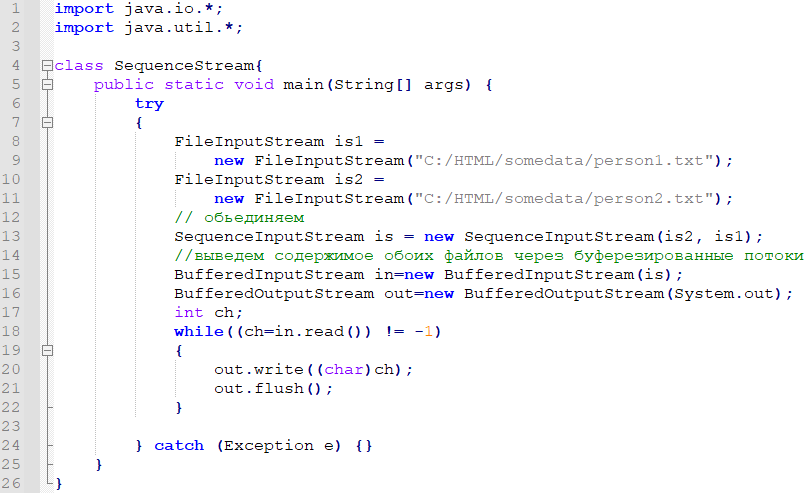 1 import java.io.*;
2 import java.util.*;
3
4 class SequenceStream{
5     public static void main(String[] args) {
6         try
7         {
8             FileInputStream is1 =
9                 new FileInputStream("C:/HTML/somedata/person1.txt");
10             FileInputStream is2 =
11                 new FileInputStream("C:/HTML/somedata/person2.txt");
12             // обьединяем
13             SequenceInputStream is = new SequenceInputStream(is2, is1);
14             //выведем содержимое обоих файлов через буферезированные потоки
15             BufferedInputStream in=new BufferedInputStream(is);
16             BufferedOutputStream out=new BufferedOutputStream(System.out);
17             int ch;
18             while((ch=in.read()) != -1)
19             {
20                 out.write((char)ch);
21                 out.flush();
22             }
23
24         } catch (Exception e) {}
25     }
26 }